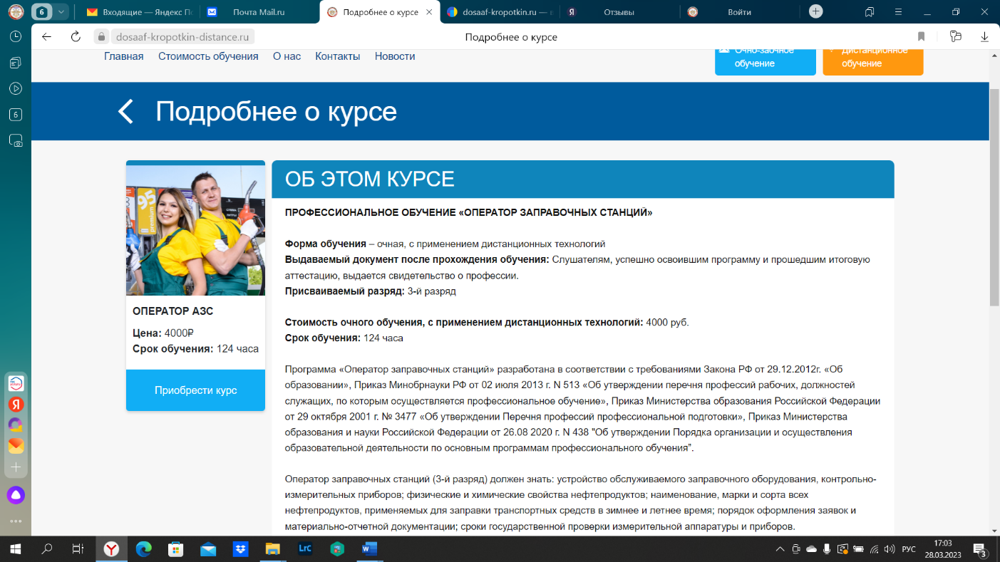 6
Входящие — Яндекс По
Почта Mail.ru
Подробнее о курсе
dosaaf-kropotkin.ru — в
Отзывы
Войти
dosaaf-kropotkin-distance.ru
Подробнее о курсе
6
Главная Стоимость обучения О нас Контакты Новости
Очно-заочное
обучение
Дистанционное
обучение
Подробнее о курсе
95
premium
ОПЕРАТОР АЗС
Цена: 4000₽
Срок обучения: 124 часа
Приобрести курс
ОБ ЭТОМ КУРСЕ
ПРОФЕССИОНАЛЬНОЕ ОБУЧЕНИЕ «ОПЕРАТОР ЗАПРАВОЧНЫХ СТАНЦИЙ»
Форма обучения – очная, с применением дистанционных технологий
Выдаваемый документ после прохождения обучения: Слушателям, успешно освоившим программу и прошедшим итоговую
аттестацию, выдается свидетельство о профессии.
Присваиваемый разряд: 3-й разряд
Стоимость очного обучения, с применением дистанционных технологий: 4000 руб.
Срок обучения: 124 часа
Программа «Оператор заправочных станций» разработана в соответствии с требованиями Закона РФ от 29.12.2012г. «Об
образовании», Приказ Минобрнауки РФ от 02 июля 2013 г. N 513 «Об утверждении перечня профессий рабочих, должностей
служащих, по которым осуществляется профессиональное обучение», Приказ Министерства образования Российской Федерации
от 29 октября 2001 г. № 3477 «Об утверждении Перечня профессий профессиональной подготовки», Приказ Министерства
образования и науки Российской Федерации от 26.08 2020 г. N 438 "Об утверждении Порядка организации и осуществления
образовательной деятельности по основным программам профессионального обучения".
Оператор заправочных станций (3-й разряд) должен знать: устройство обслуживаемого заправочного оборудования, контрольно-
измерительных приборов; физические и химические свойства нефтепродуктов; наименование, марки и сорта всех
нефтепродуктов, применяемых для заправки транспортных средств в зимнее и летнее время; порядок оформления заявок и
материально-отчетной документации; сроки государственной проверки измерительной аппаратуры и приборов.
LrC
РУС
17:03
28.03.2023
3